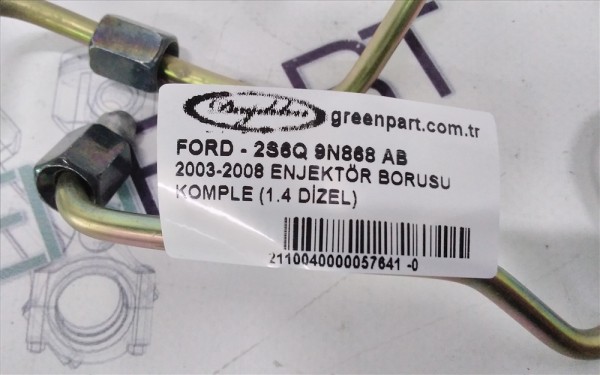 greenpart.com.tr
FORD - 2S6Q 9N868 AB
2003-2008 ENJEKTÖR BORUSU
KOMPLE (1.4 DİZEL)
2110040000057641 -0